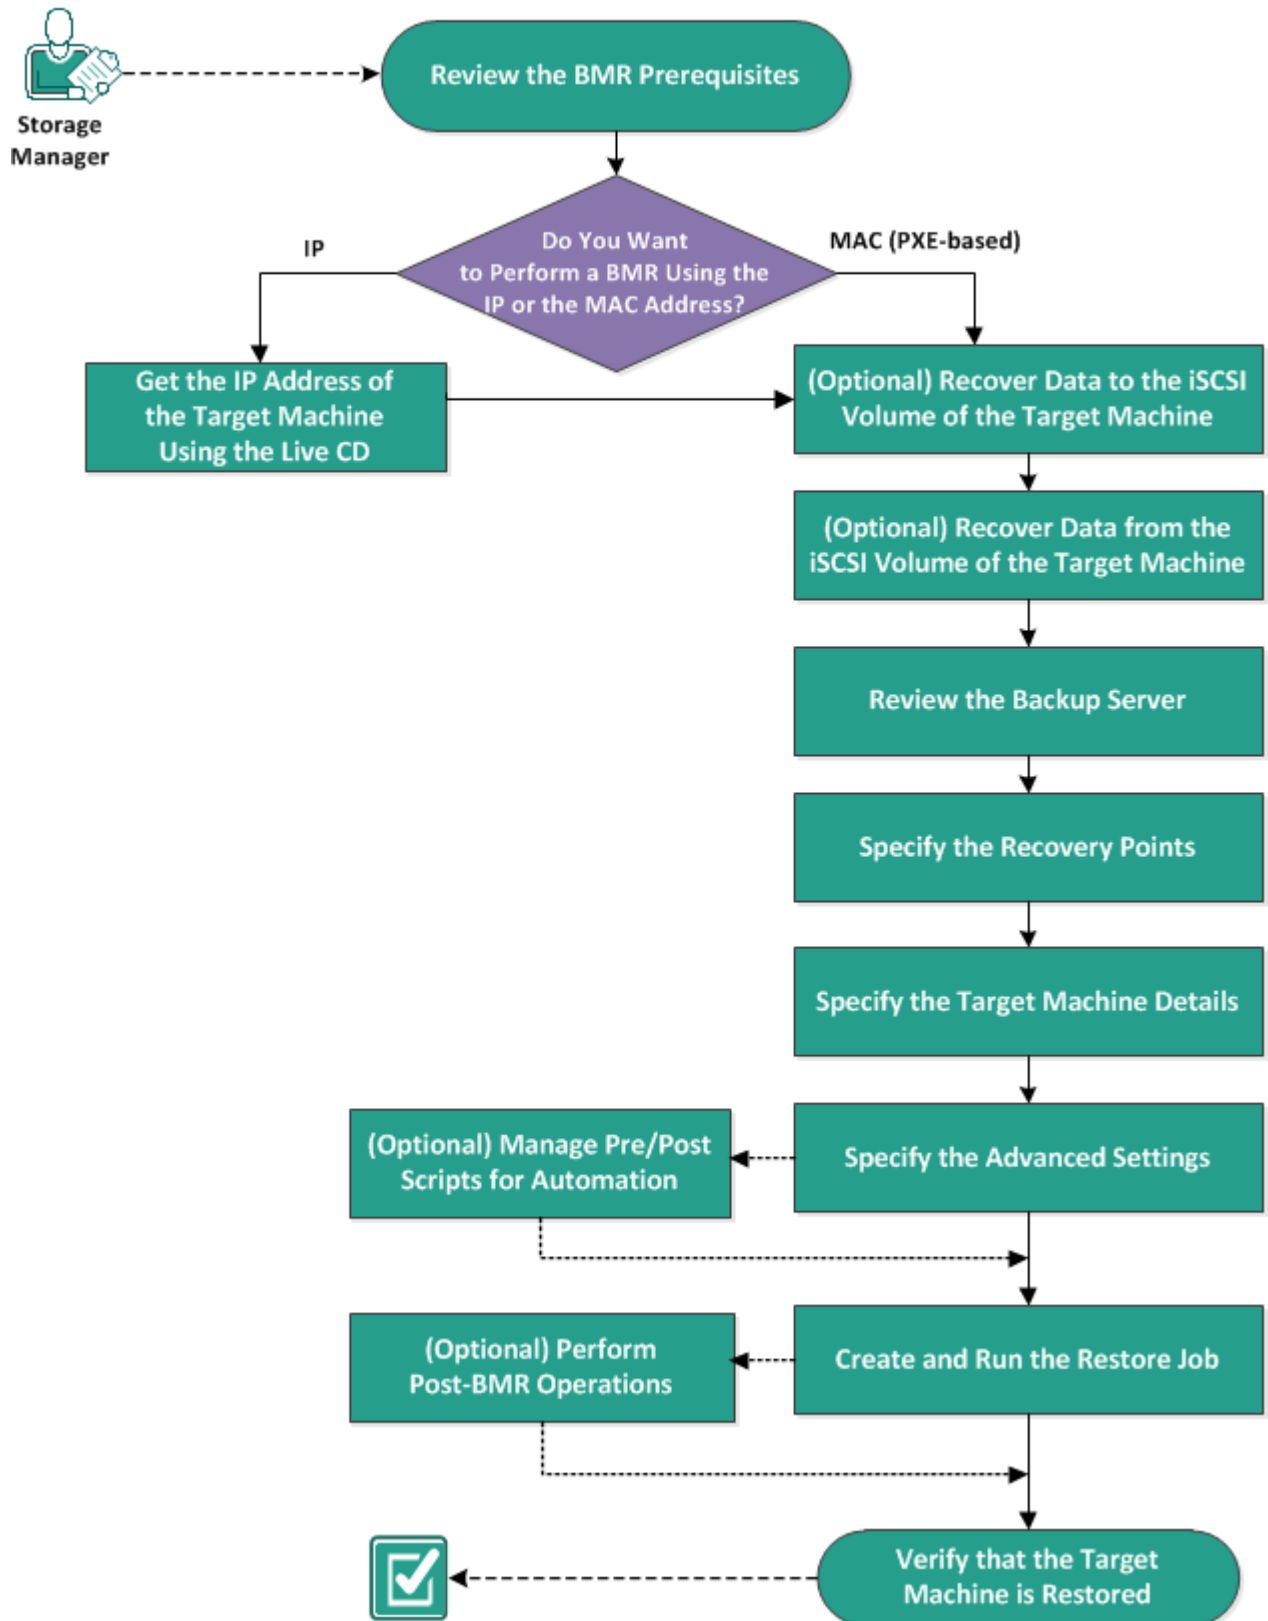 Storage
Manager
Review the BMR Prerequisites
Do You Want
to Perform a BMR Using the
IP or the MAC Address?
IP
MAC (PXE-based)
Get the IP Address of
the Target Machine
Using the Live CD
(Optional) Recover Data to the iSCSI
Volume of the Target Machine
(Optional) Recover Data from the
iSCSI Volume of the Target Machine
Review the Backup Server
Specify the Recovery Points
Specify the Target Machine Details
Specify the Advanced Settings
(Optional) Manage Pre/Post
Scripts for Automation
Create and Run the Restore Job
(Optional) Perform
Post-BMR Operations
Verify that the Target
Machine is Restored